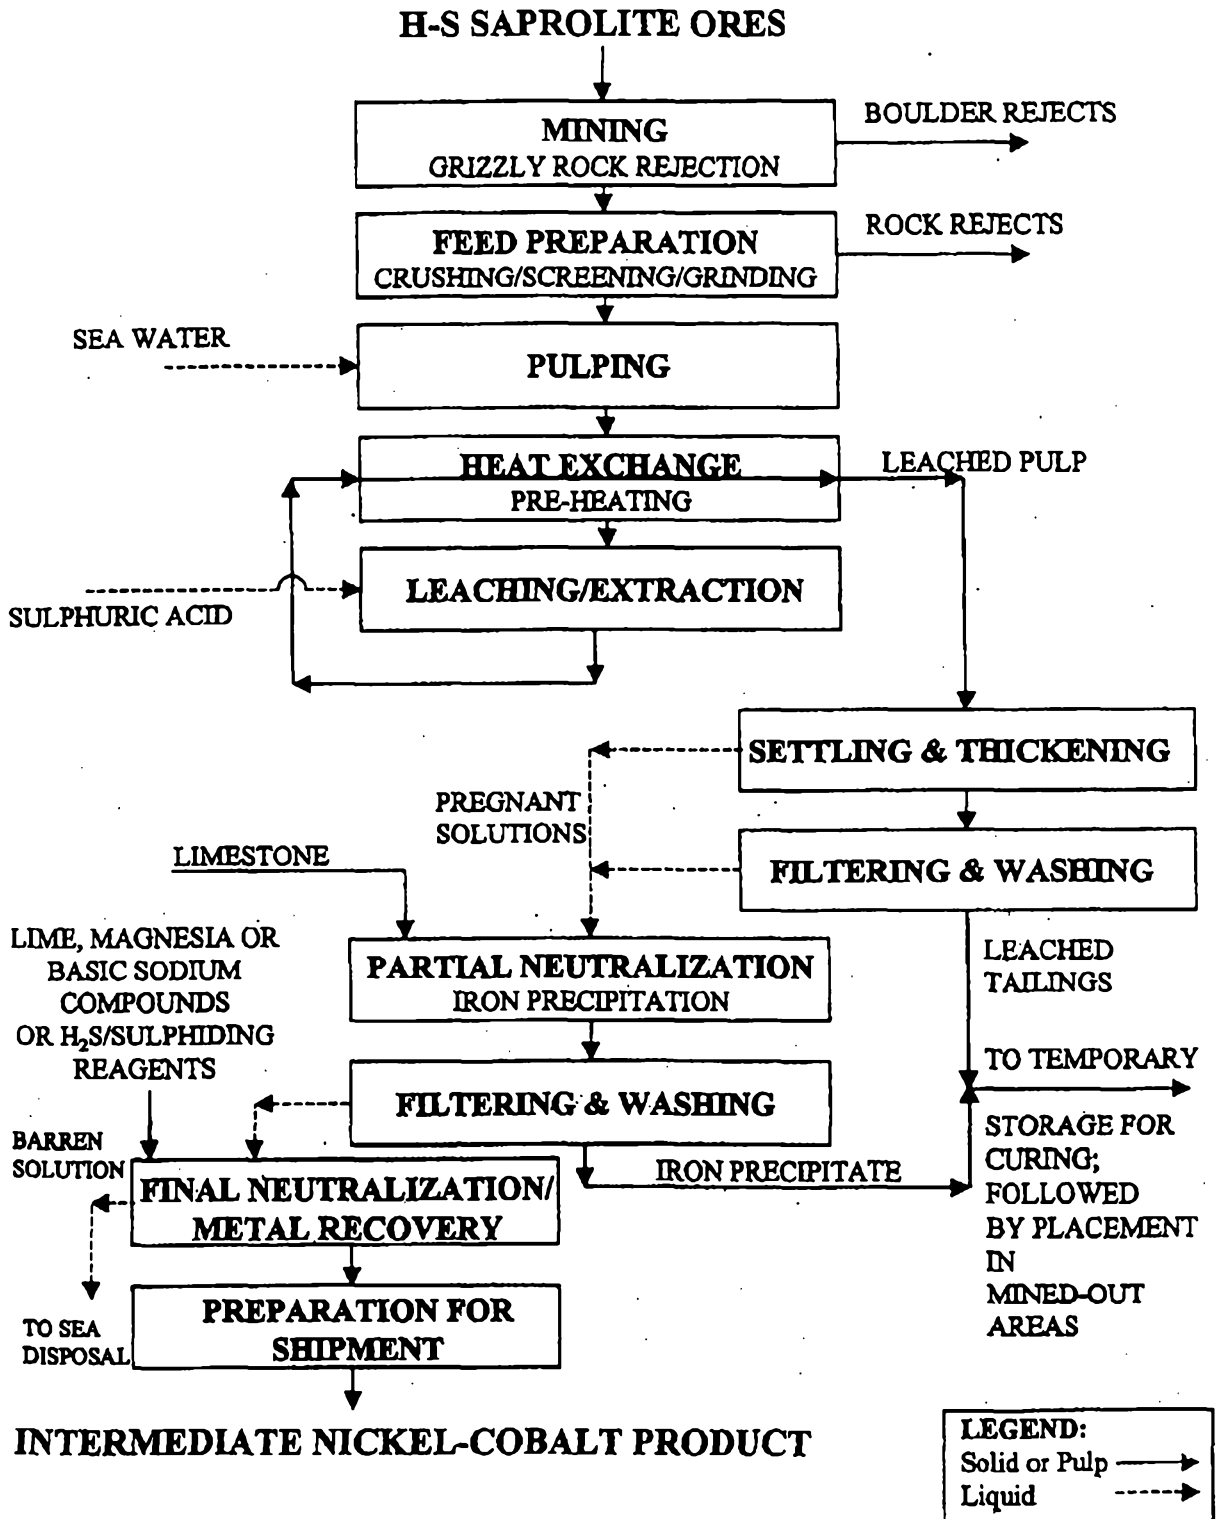 H-S SAPROLITE ORES
MINING
GRIZZLY ROCK REJECTION
BOULDER REJECTS
FEED PREPARATION
CRUSHING/SCREENING/GRINDING
ROCK REJECTS
SEA WATER
PULPING
HEAT EXCHANGE
PRE-HEATING
LEACHED PULP
LEACHING/EXTRACTION
SULPHURIC ACID
SETTLING & THICKENING
PREGNANT
SOLUTIONS
LIMESTONE
FILTERING & WASHING
LIME, MAGNESIA OR
BASIC SODIUM
COMPOUNDS
OR H₂S/SULPHIDING
REAGENTS
PARTIAL NEUTRALIZATION
IRON PRECIPITATION
LEACHED
TAILINGS
TO TEMPORARY
STORAGE FOR
CURING;
FOLLOWED
BY PLACEMENT
IN
MINED-OUT
AREAS
FILTERING & WASHING
BARREN
SOLUTION
IRON PRECIPITATE
FINAL NEUTRALIZATION/
METAL RECOVERY
TO SEA
DISPOSAL
PREPARATION FOR
SHIPMENT
INTERMEDIATE NICKEL-COBALT PRODUCT
LEGEND:
Solid or Pulp
Liquid